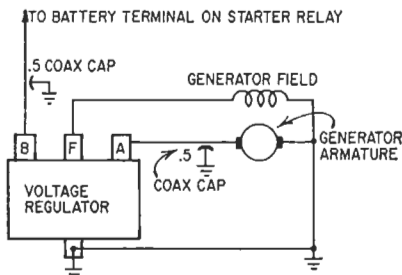 TO BATTERY TERMINAL ON STARTER RELAY
.5 COAX CAP
GENERATOR FIELD
B
F
A
.5
GENERATOR
ARMATURE
COAX CAP
VOLTAGE
REGULATOR